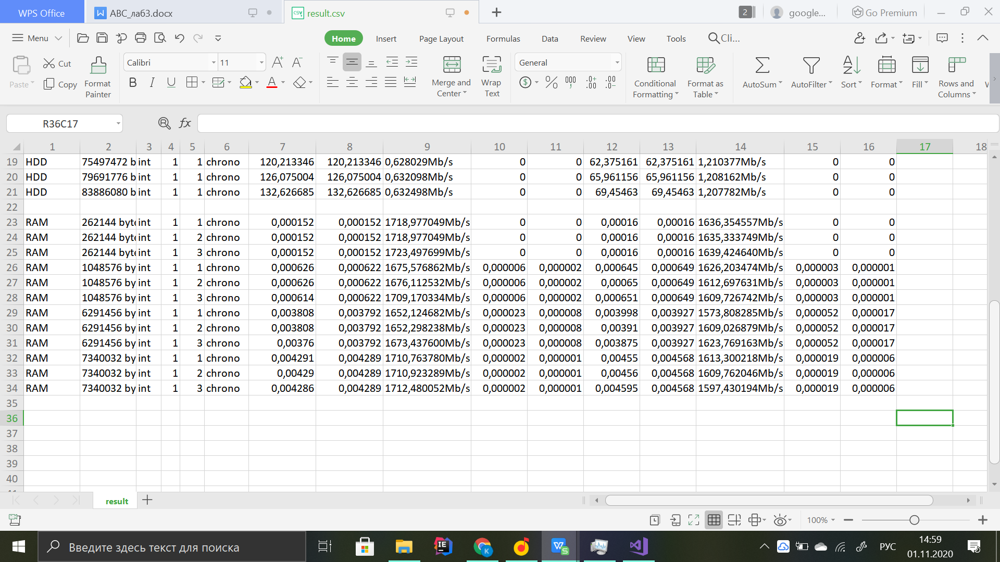 WPS Office АВС_лаб3.docx result.csv 2 google... Go Premium
Menu Home Insert Page Layout Formulas Data Review View Tools Cli...
Paste Cut Copy Format Painter Calibri 11 Merge and Center Wrap Text General Conditional Formatting Format as Table AutoSum AutoFilter Sort Format Fill Rows and Columns
R36C17 fx
1 2 3 4 5 6 7 8 9 10 11 12 13 14 15 16 17 18
19 HDD 75497472 b int 1 1 chrono 120,213346 120,213346 0,628029Mb/s 0 0 62,375161 62,375161 1,210377Mb/s 0 0
20 HDD 79691776 b int 1 1 chrono 126,075004 126,075004 0,632098Mb/s 0 0 65,961156 65,961156 1,208162Mb/s 0 0
21 HDD 83886080 b int 1 1 chrono 132,626685 132,626685 0,632498Mb/s 0 0 69,45463 69,45463 1,207782Mb/s 0 0
22
23 RAM 262144 byte int 1 1 chrono 0,000152 0,000152 1718,977049Mb/s 0 0 0,00016 0,00016 1636,354557Mb/s 0 0
24 RAM 262144 byte int 1 2 chrono 0,000152 0,000152 1718,977049Mb/s 0 0 0,00016 0,00016 1635,333749Mb/s 0 0
25 RAM 262144 byte int 1 3 chrono 0,000152 0,000152 1723,497699Mb/s 0 0 0,00016 0,00016 1639,424640Mb/s 0 0
26 RAM 1048576 by int 1 1 chrono 0,000626 0,000622 1675,576862Mb/s 0,000006 0,000002 0,000645 0,000649 1626,203474Mb/s 0,000003 0,000001
27 RAM 1048576 by int 1 2 chrono 0,000626 0,000622 1676,112532Mb/s 0,000006 0,000002 0,00065 0,000649 1612,697631Mb/s 0,000003 0,000001
28 RAM 1048576 by int 1 3 chrono 0,000614 0,000622 1709,170334Mb/s 0,000006 0,000002 0,000651 0,000649 1609,726742Mb/s 0,000003 0,000001
29 RAM 6291456 by int 1 1 chrono 0,003808 0,003792 1652,124682Mb/s 0,000023 0,000008 0,003998 0,003927 1573,808285Mb/s 0,000052 0,000017
30 RAM 6291456 by int 1 2 chrono 0,003808 0,003792 1652,298238Mb/s 0,000023 0,000008 0,00391 0,003927 1609,026879Mb/s 0,000052 0,000017
31 RAM 6291456 by int 1 3 chrono 0,00376 0,003792 1673,437600Mb/s 0,000023 0,000008 0,003875 0,003927 1623,769163Mb/s 0,000052 0,000017
32 RAM 7340032 by int 1 1 chrono 0,004291 0,004289 1710,763780Mb/s 0,000002 0,000001 0,00455 0,004568 1613,300218Mb/s 0,000019 0,000006
33 RAM 7340032 by int 1 2 chrono 0,00429 0,004289 1710,923289Mb/s 0,000002 0,000001 0,00456 0,004568 1609,762046Mb/s 0,000019 0,000006
34 RAM 7340032 by int 1 3 chrono 0,004286 0,004289 1712,480052Mb/s 0,000002 0,000001 0,004595 0,004568 1597,430194Mb/s 0,000019 0,000006
35
36
37
38
39
40
result
100%
Введите здесь текст для поиска РУС 14:59
01.11.2020